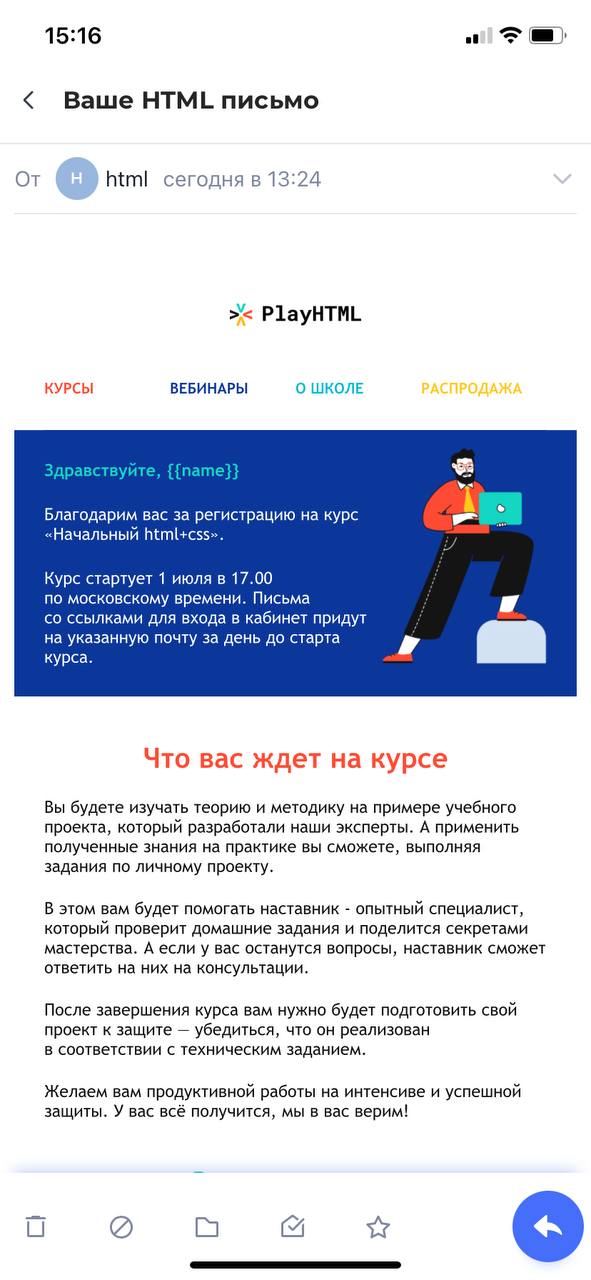 15:16
Ваше HTML письмо
От H html сегодня в 13:24
PlayHTML
КУРСЫ ВЕБИНАРЫ О ШКОЛЕ РАСПРОДАЖА
Здравствуйте, {{name}}
Благодарим вас за регистрацию на курс
«Начальный html+css».
Курс стартует 1 июля в 17.00
по московскому времени. Письма
со ссылками для входа в кабинет придут
на указанную почту за день до старта
курса.
Что вас ждет на курсе
Вы будете изучать теорию и методику на примере учебного
проекта, который разработали наши эксперты. А применить
полученные знания на практике вы сможете, выполняя
задания по личному проекту.
В этом вам будет помогать наставник - опытный специалист,
который проверит домашние задания и поделится секретами
мастерства. А если у вас останутся вопросы, наставник сможет
ответить на них на консультации.
После завершения курса вам нужно будет подготовить свой
проект к защите — убедиться, что он реализован
в соответствии с техническим заданием.
Желаем вам продуктивной работы на интенсиве и успешной
защиты. У вас всё получится, мы в вас верим!